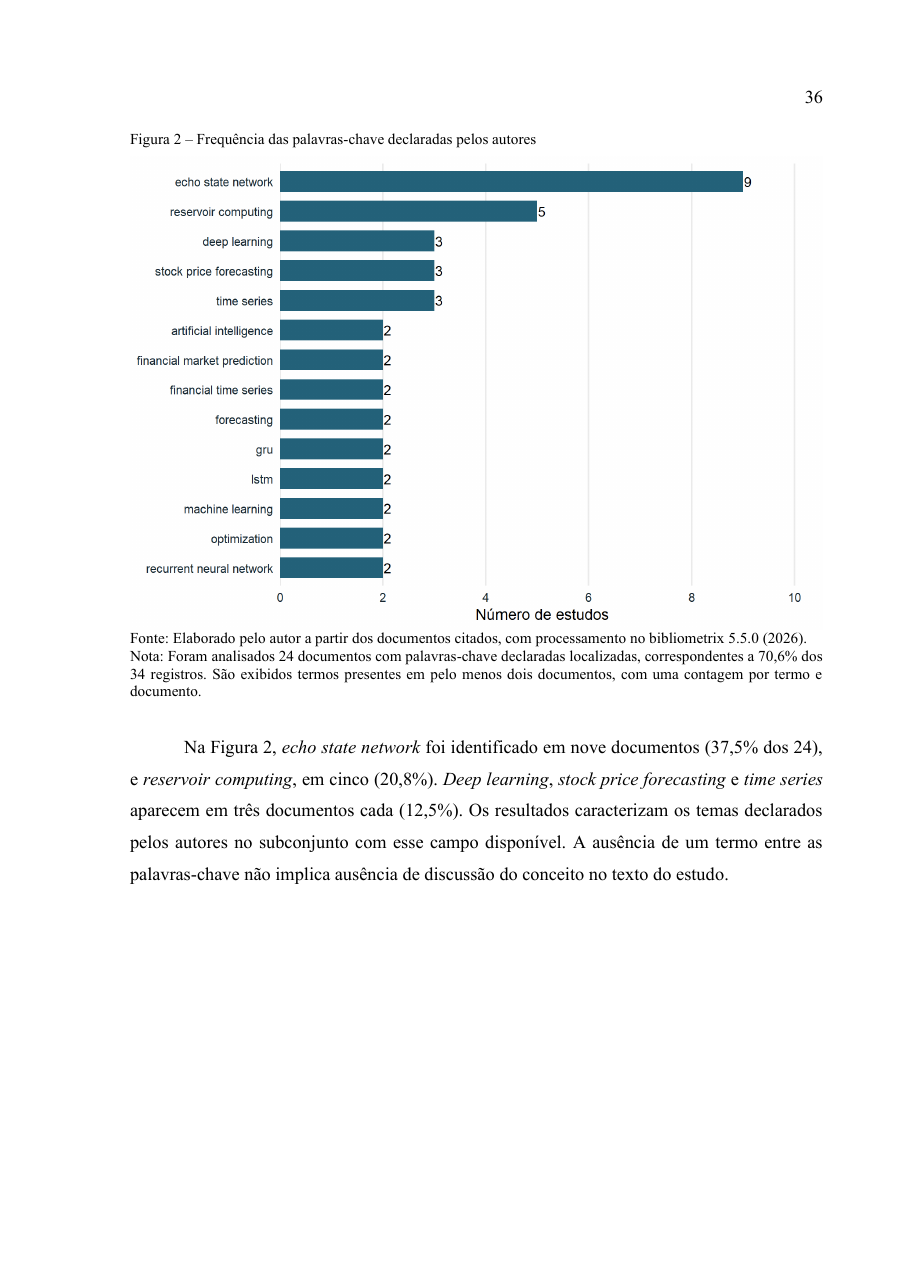 36
Figura 2 – Frequência das palavras-chave declaradas pelos autores
echo state network 9
reservoir computing 5
deep learning 3
stock price forecasting 3
time series 3
artificial intelligence 2
financial market prediction 2
financial time series 2
forecasting 2
gru 2
lstm 2
machine learning 2
optimization 2
recurrent neural network 2
0 2 4 6 8 10
Número de estudos
Fonte: Elaborado pelo autor a partir dos documentos citados, com processamento no bibliometrix 5.5.0 (2026).
Nota: Foram analisados 24 documentos com palavras-chave declaradas localizadas, correspondentes a 70,6% dos
34 registros. São exibidos termos presentes em pelo menos dois documentos, com uma contagem por termo e
documento.
Na Figura 2, echo state network foi identificado em nove documentos (37,5% dos 24),
e reservoir computing, em cinco (20,8%). Deep learning, stock price forecasting e time series
aparecem em três documentos cada (12,5%). Os resultados caracterizam os temas declarados
pelos autores no subconjunto com esse campo disponível. A ausência de um termo entre as
palavras-chave não implica ausência de discussão do conceito no texto do estudo.